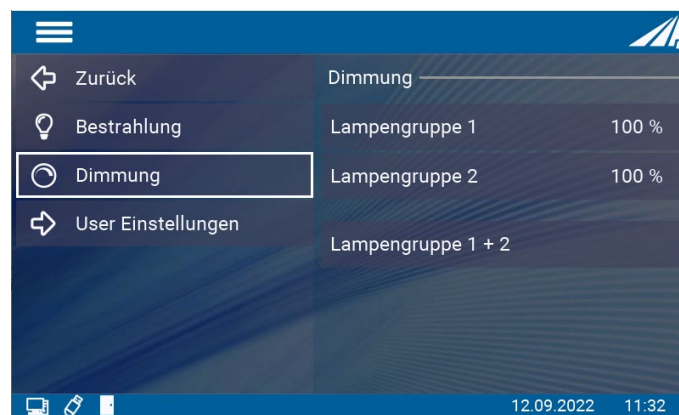 Zurück
Bestrahlung
Dimmung
User Einstellungen
Dimmung
Lampengruppe 1 100 %
Lampengruppe 2 100 %
Lampengruppe 1 + 2
12.09.2022 11:32